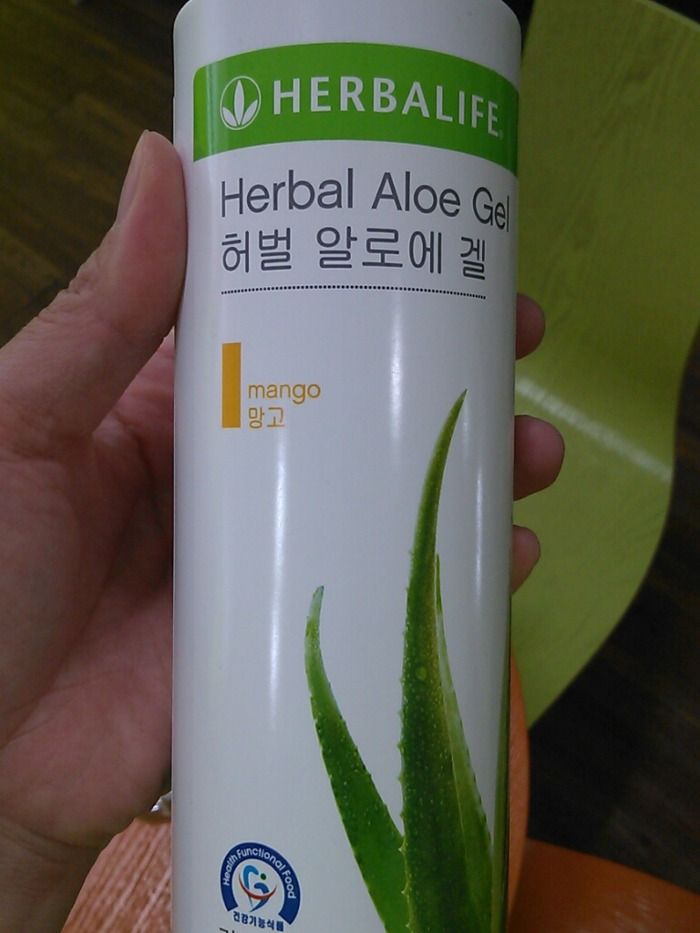 HERBALIFE
Herbal Aloe Gel
허벌 알로에 겔
mango
망고
Health Functional Food
건강기능식품